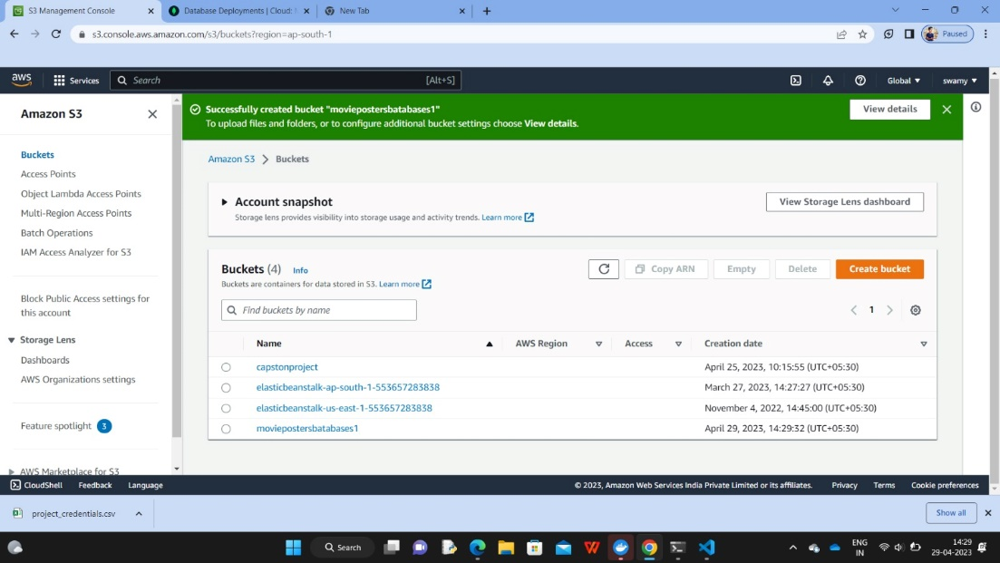 S3 Management Console
Database Deployments | Cloud: M
New Tab
s3.console.aws.amazon.com/s3/buckets?region=ap-south-1
Paused
aws
Services
Search
[Alt+S]
Global
swamy
Amazon S3
Buckets
Access Points
Object Lambda Access Points
Multi-Region Access Points
Batch Operations
IAM Access Analyzer for S3
Block Public Access settings for
this account
Storage Lens
Dashboards
AWS Organizations settings
Feature spotlight 3
AWS Marketplace for S3
Successfully created bucket "moviepostersbatabases1"
To upload files and folders, or to configure additional bucket settings choose View details.
View details
Amazon S3 > Buckets
Account snapshot
Storage lens provides visibility into storage usage and activity trends. Learn more
View Storage Lens dashboard
Buckets (4) Info
Buckets are containers for data stored in S3. Learn more
Copy ARN
Empty
Delete
Create bucket
Find buckets by name
1
Name AWS Region Access Creation date
capstonproject April 25, 2023, 10:15:55 (UTC+05:30)
elasticbeanstalk-ap-south-1-553657283838 March 27, 2023, 14:27:27 (UTC+05:30)
elasticbeanstalk-us-east-1-553657283838 November 4, 2022, 14:45:00 (UTC+05:30)
moviepostersbatabases1 April 29, 2023, 14:29:32 (UTC+05:30)
CloudShell Feedback Language
© 2023, Amazon Web Services India Private Limited or its affiliates. Privacy Terms Cookie preferences
project_credentials.csv
Show all
Search
ENG
IN
14:29
29-04-2023